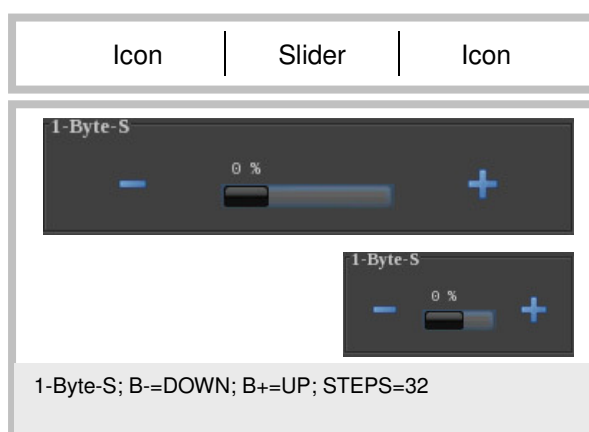 Icon | Slider | Icon
1-Byte-S
0 %
1-Byte-S
0 %
1-Byte-S; B-=DOWN; B+=UP; STEPS=32